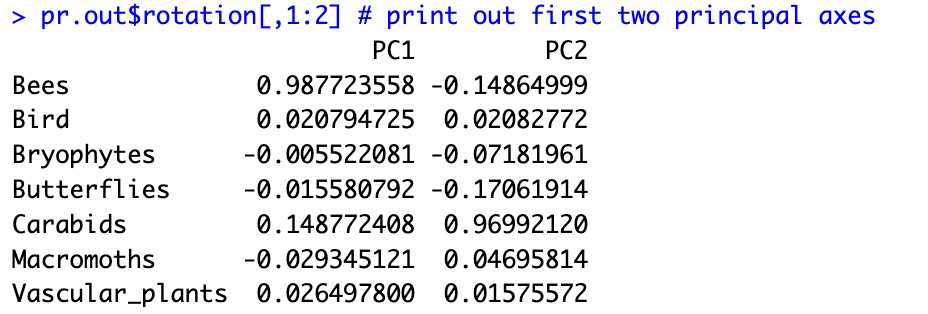 > pr.out$rotation[,1:2] # print out first two principal axes
PC1 PC2
Bees 0.987723558 -0.14864999
Bird 0.020794725 0.02082772
Bryophytes -0.005522081 -0.07181961
Butterflies -0.015580792 -0.17061914
Carabids 0.148772408 0.96992120
Macromoths -0.029345121 0.04695814
Vascular_plants 0.026497800 0.01575572